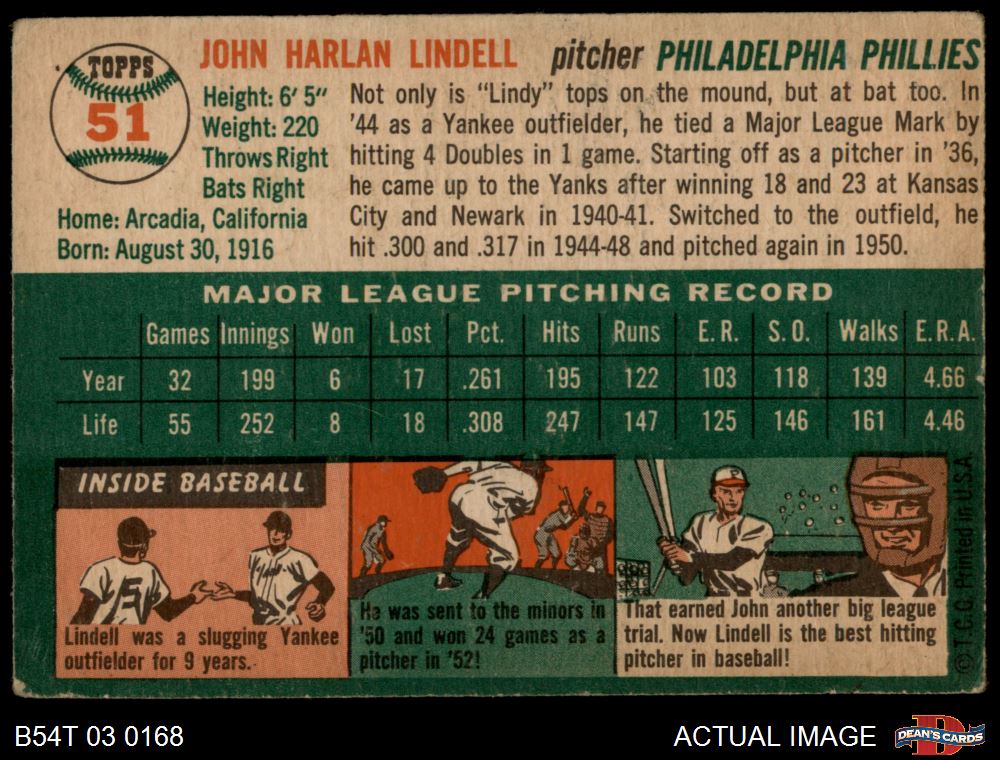 TOPPS
51
JOHN HARLAN LINDELL pitcher PHILADELPHIA PHILLIES
Height: 6' 5"
Weight: 220
Throws Right
Bats Right
Home: Arcadia, California
Born: August 30, 1916
Not only is "Lindy" tops on the mound, but at bat too. In
'44 as a Yankee outfielder, he tied a Major League Mark by
hitting 4 Doubles in 1 game. Starting off as a pitcher in '36,
he came up to the Yanks after winning 18 and 23 at Kansas
City and Newark in 1940-41. Switched to the outfield, he
hit .300 and .317 in 1944-48 and pitched again in 1950.
MAJOR LEAGUE PITCHING RECORD
Games Innings Won Lost Pct. Hits Runs E.R. S.O. Walks E.R.A.
Year 32 199 6 17 .261 195 122 103 118 139 4.66
Life 55 252 8 18 .308 247 147 125 146 161 4.46
INSIDE BASEBALL
5
Lindell was a slugging Yankee
outfielder for 9 years.
He was sent to the minors in
'50 and won 24 games as a
pitcher in '52!
P
That earned John another big league
trial. Now Lindell is the best hitting
pitcher in baseball!
© T.C.G. Printed in U.S.A.
B54T 03 0168
ACTUAL IMAGE
D
DEAN'S CARDS